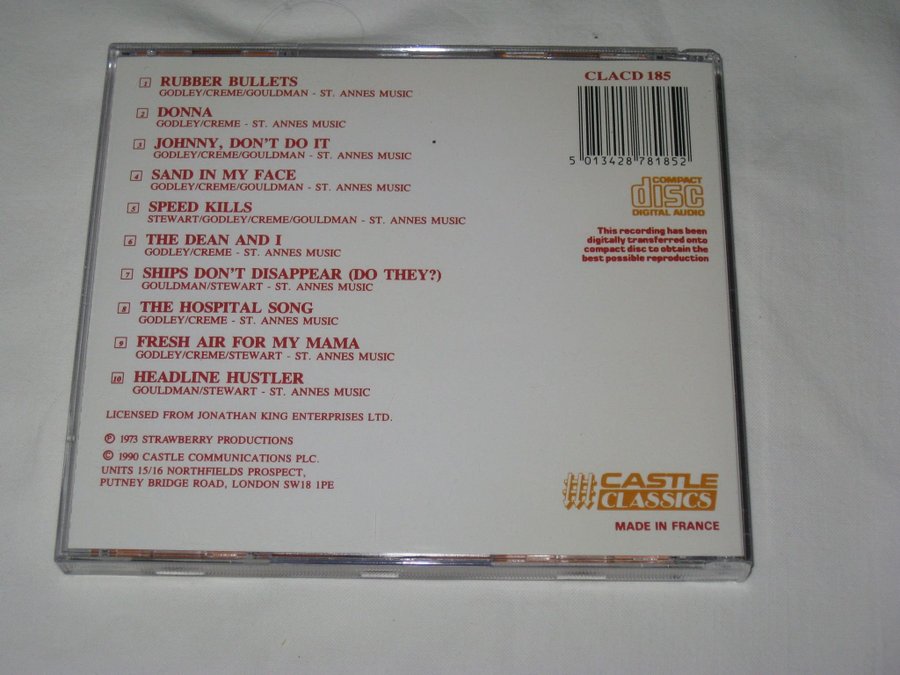 1 RUBBER BULLETS
GODLEY/CREME/GOULDMAN - ST. ANNES MUSIC
2 DONNA
GODLEY/CREME - ST. ANNES MUSIC
3 JOHNNY, DON'T DO IT
GODLEY/CREME/GOULDMAN - ST. ANNES MUSIC
4 SAND IN MY FACE
GODLEY/CREME/GOULDMAN - ST. ANNES MUSIC
5 SPEED KILLS
STEWART/GODLEY/CREME/GOULDMAN - ST. ANNES MUSIC
6 THE DEAN AND I
GODLEY/CREME - ST. ANNES MUSIC
7 SHIPS DON'T DISAPPEAR (DO THEY?)
GOULDMAN/STEWART - ST. ANNES MUSIC
8 THE HOSPITAL SONG
GODLEY/CREME - ST. ANNES MUSIC
9 FRESH AIR FOR MY MAMA
GODLEY/CREME/STEWART - ST. ANNES MUSIC
10 HEADLINE HUSTLER
GOULDMAN/STEWART - ST. ANNES MUSIC
LICENSED FROM JONATHAN KING ENTERPRISES LTD.
℗ 1973 STRAWBERRY PRODUCTIONS
© 1990 CASTLE COMMUNICATIONS PLC.
UNITS 15/16 NORTHFIELDS PROSPECT,
PUTNEY BRIDGE ROAD, LONDON SW18 1PE
CLACD 185
5 013428 781852
COMPACT
disc
DIGITAL AUDIO
This recording has been
digitally transferred onto
compact disc to obtain the
best possible reproduction
CASTLE
CLASSICS
MADE IN FRANCE